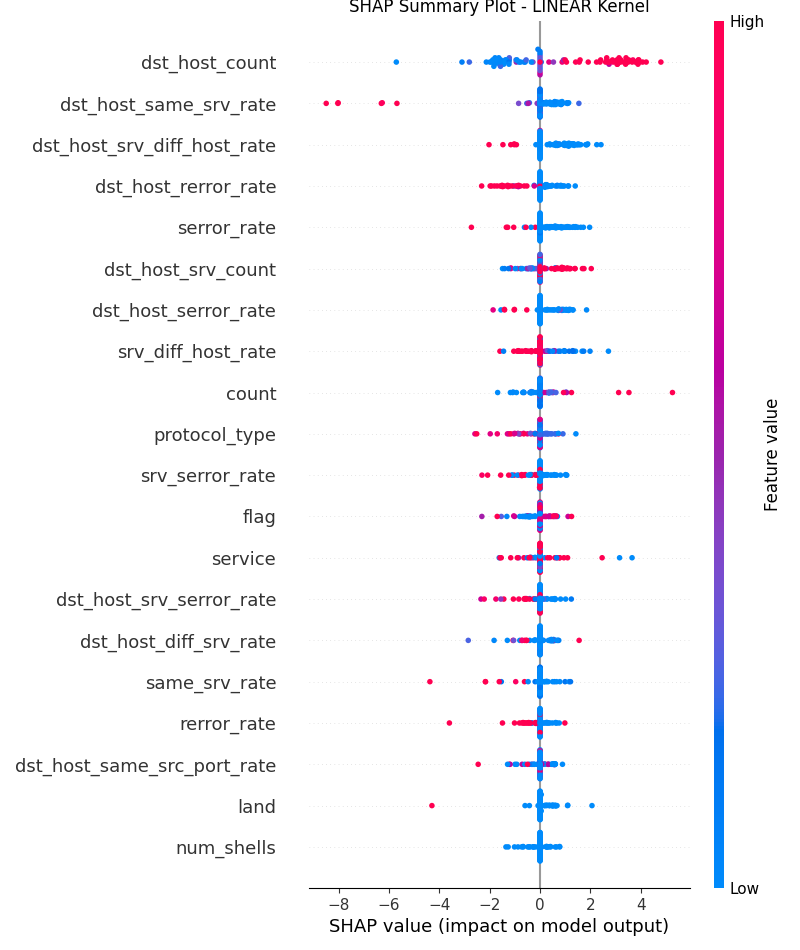 SHAP Summary Plot - LINEAR Kernel
High
dst_host_count
dst_host_same_srv_rate
dst_host_srv_diff_host_rate
dst_host_rerror_rate
serror_rate
dst_host_srv_count
dst_host_serror_rate
srv_diff_host_rate
count
protocol_type
srv_serror_rate
flag
service
dst_host_srv_serror_rate
dst_host_diff_srv_rate
same_srv_rate
rerror_rate
dst_host_same_src_port_rate
land
num_shells
Feature value
Low
−8 −6 −4 −2 0 2 4
SHAP value (impact on model output)